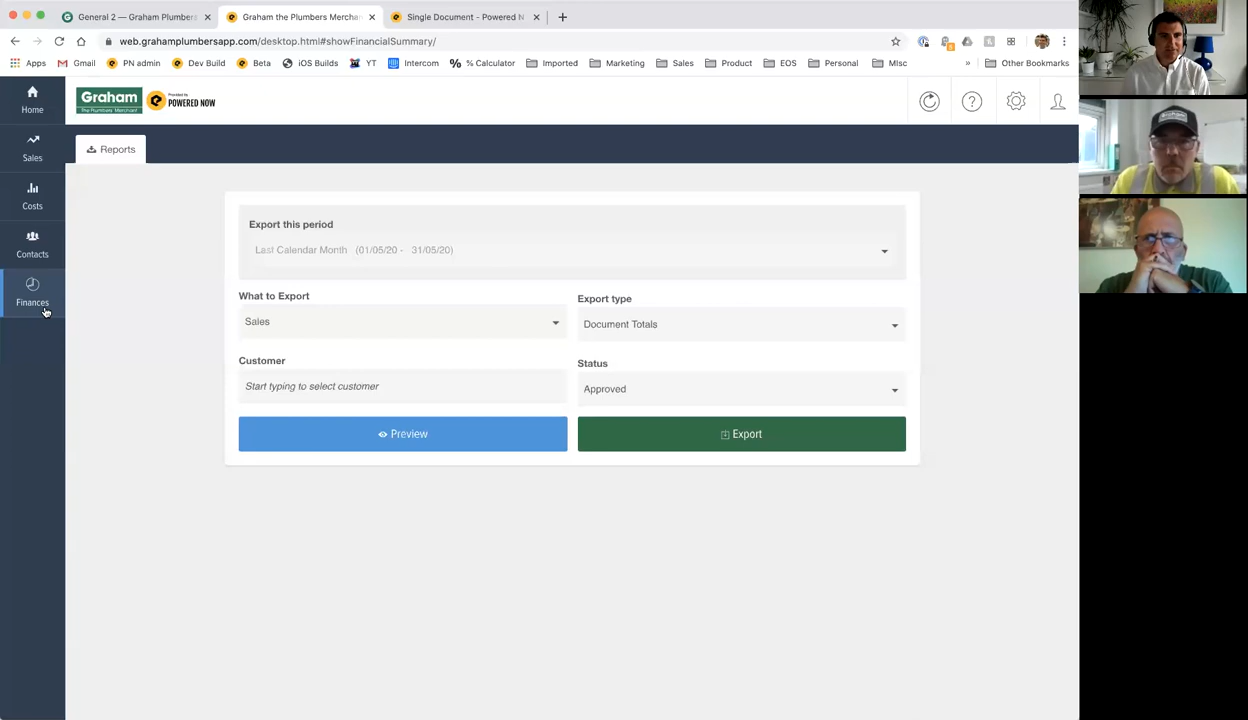 General 2 — Graham Plumbers
Graham the Plumbers Merchan
Single Document - Powered N
web.grahamplumbersapp.com/desktop.html#showFinancialSummary/
Apps
Gmail
PN admin
Dev Build
Beta
iOS Builds
YT
Intercom
% Calculator
Imported
Marketing
Sales
Product
EOS
Personal
MIsc
»
Other Bookmarks
Home
Sales
Costs
Contacts
Finances
Graham
The Plumbers Merchant
Provided by
POWERED NOW
Reports
Export this period
Last Calendar Month (01/05/20 - 31/05/20)
What to Export
Export type
Sales
Document Totals
Customer
Status
Start typing to select customer
Approved
Preview
Export